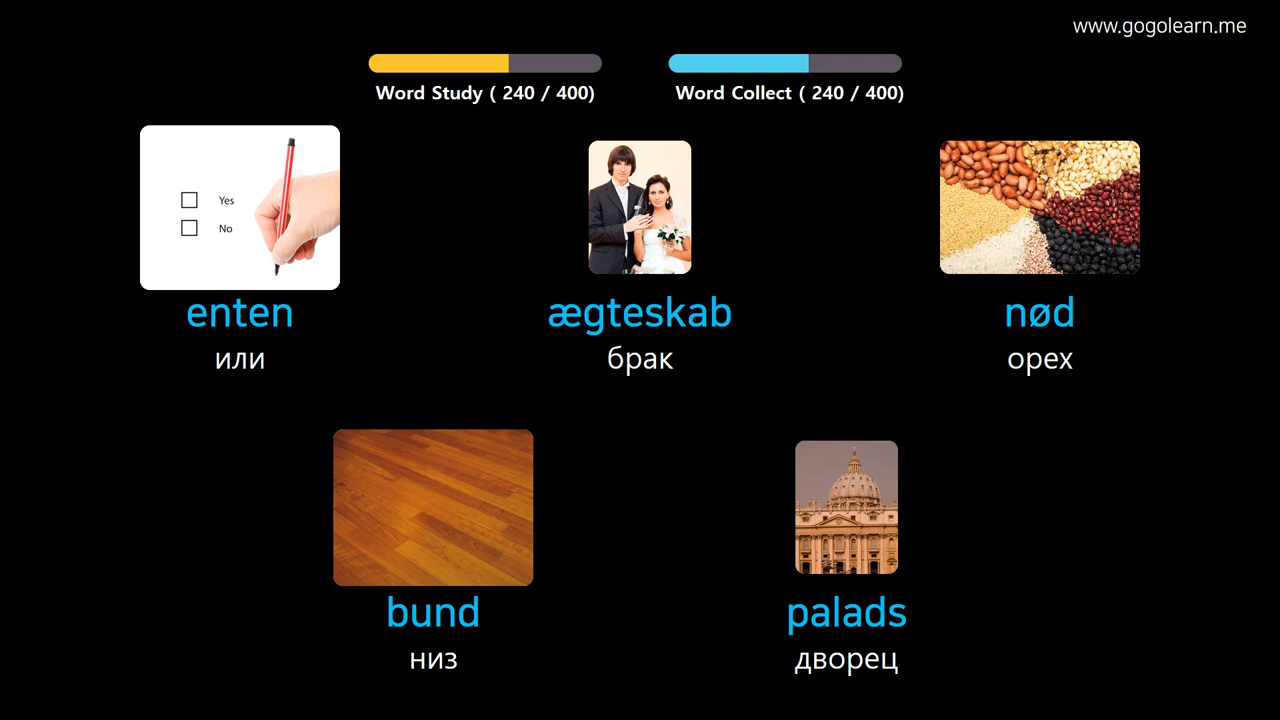 www.gogolearn.me
Word Study ( 240 / 400)
Word Collect ( 240 / 400)
Yes
No
enten
ægteskab
nød
или
брак
орех
bund
palads
низ
дворец